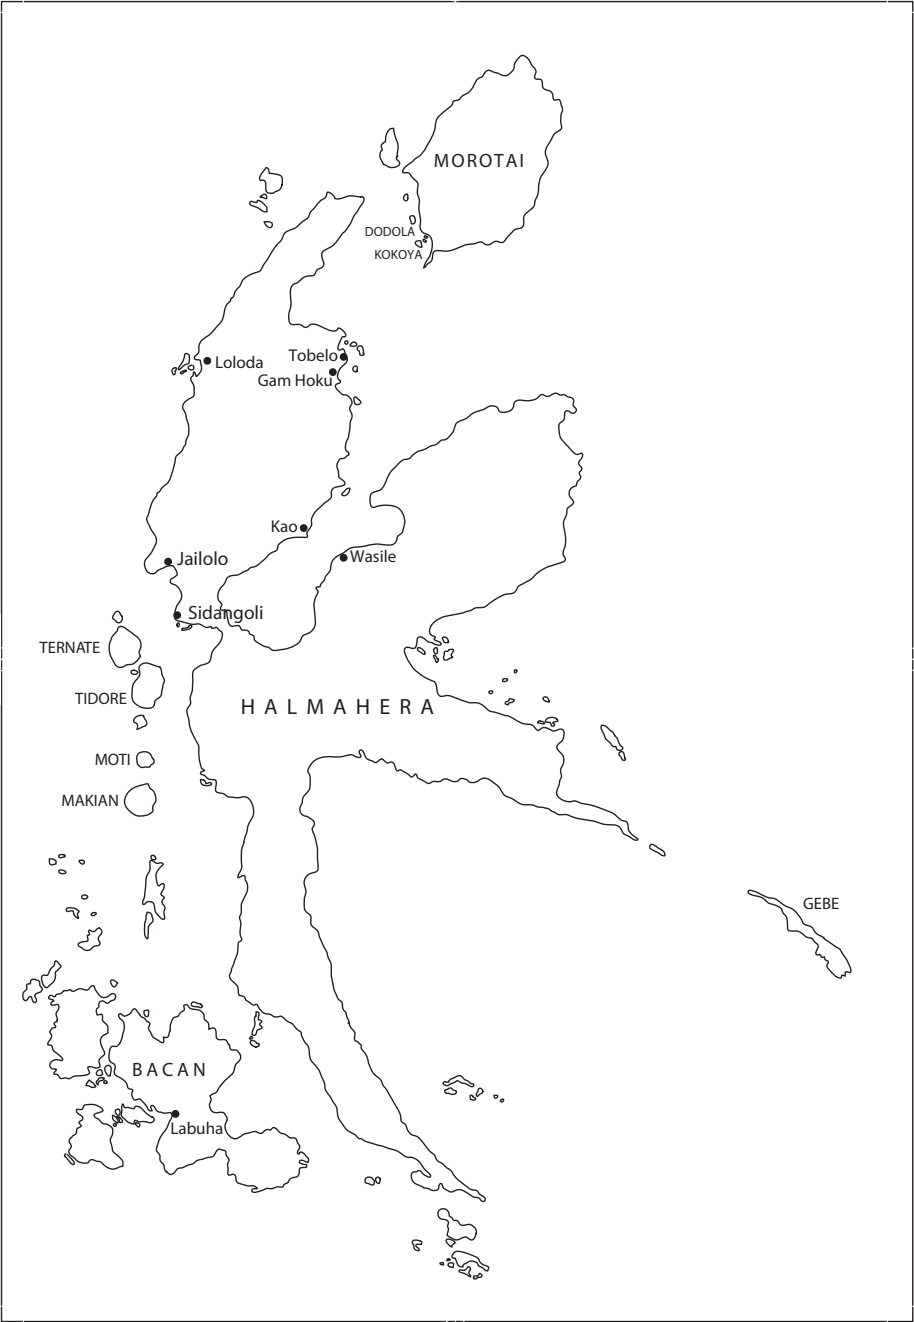 MOROTAI
DODOLA
KOKOYA
Loloda
Tobelo
Gam Hoku
Kao
Wasile
Jailolo
Sidangoli
TERNATE
TIDORE
HALMAHERA
MOTI
MAKIAN
GEBE
BACAN
Labuha